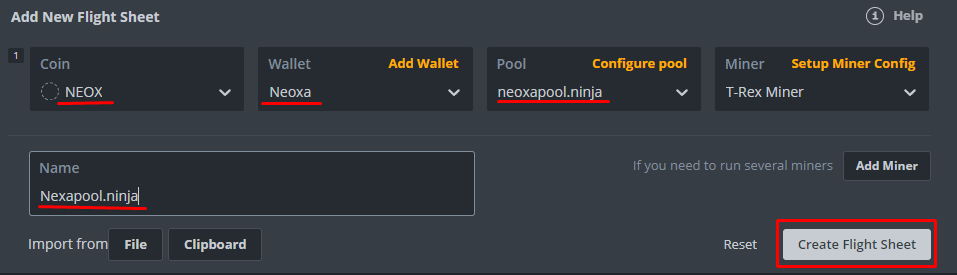 Add New Flight Sheet
Help
1
Coin
NEOX
Wallet Add Wallet
Neoxa
Pool Configure pool
neoxapool.ninja
Miner Setup Miner Config
T-Rex Miner
Name
Nexapool.ninja
If you need to run several miners
Add Miner
Import from File Clipboard
Reset
Create Flight Sheet